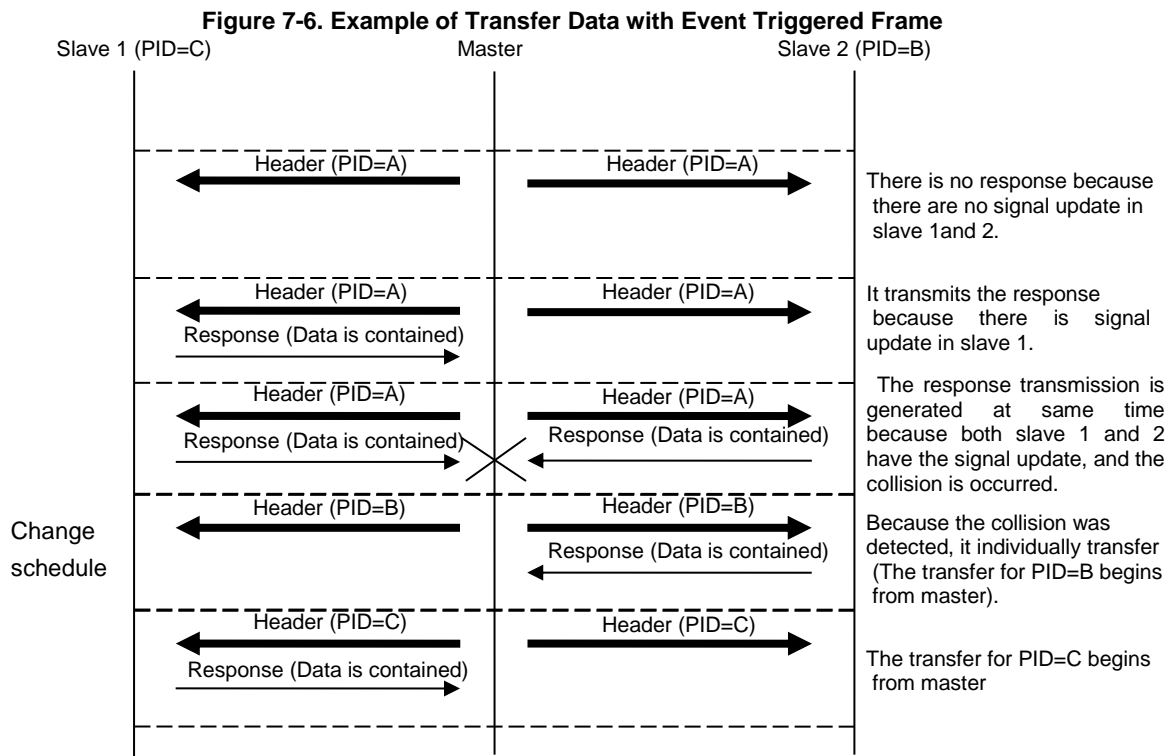 Figure 7-6. Example of Transfer Data with Event Triggered Frame
Slave 1 (PID=C)
Master
Slave 2 (PID=B)
Header (PID=A)
Header (PID=A)
There is no response because
there are no signal update in
slave 1and 2.
Header (PID=A)
Header (PID=A)
Response (Data is contained)
It transmits the response
because there is signal
update in slave 1.
Header (PID=A)
Header (PID=A)
Response (Data is contained)
Response (Data is contained)
The response transmission is
generated at same time
because both slave 1 and 2
have the signal update, and the
collision is occurred.
Change
schedule
Header (PID=B)
Header (PID=B)
Response (Data is contained)
Because the collision was
detected, it individually transfer
(The transfer for PID=B begins
from master).
Header (PID=C)
Header (PID=C)
Response (Data is contained)
The transfer for PID=C begins
from master